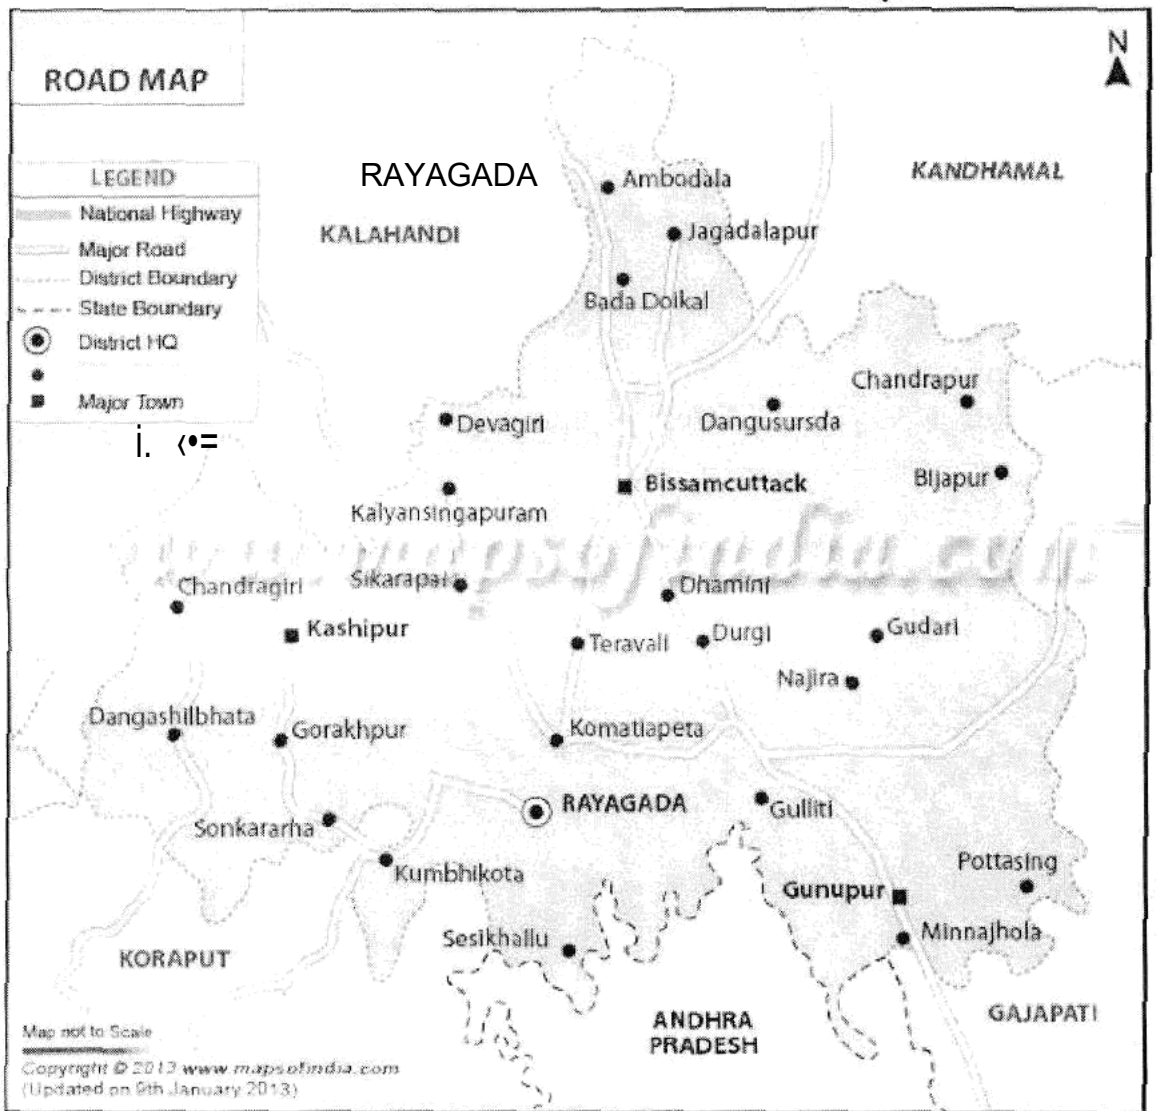 ROAD MAP
N
LEGEND
National Highway
Major Road
District Boundary
State Boundary
District HQ
Major Town
i. ‹•=
RAYAGADA
KALAHANDI
KANDHAMAL
Ambodala
Jagadalapur
Bada Dolkal
Chandrapur
Devagiri
Dangusursda
Bissamcuttack
Bijapur
Kalyansingapuram
www.mapsofindia.com
Chandragiri
Sikarapai
Dhamini
Kashipur
Teravali
Durgi
Gudari
Najira
Dangashilbhata
Gorakhpur
Komatlapeta
RAYAGADA
Gulliti
Sonkararha
Kumbhikota
Pottasing
Gunupur
Sesikhallu
Minnajhola
KORAPUT
ANDHRA
PRADESH
GAJAPATI
Map not to Scale
Copyright © 2013 www.mapsofindia.com
(Updated on 9th January 2013)